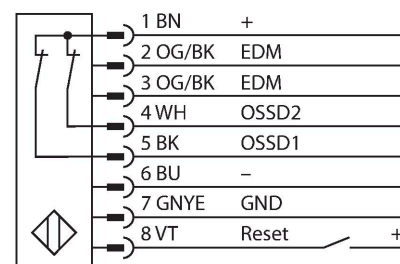 1 BN +
2 OG/BK EDM
3 OG/BK EDM
4 WH OSSD2
5 BK OSSD1
6 BU –
7 GNYE GND
8 VT Reset +